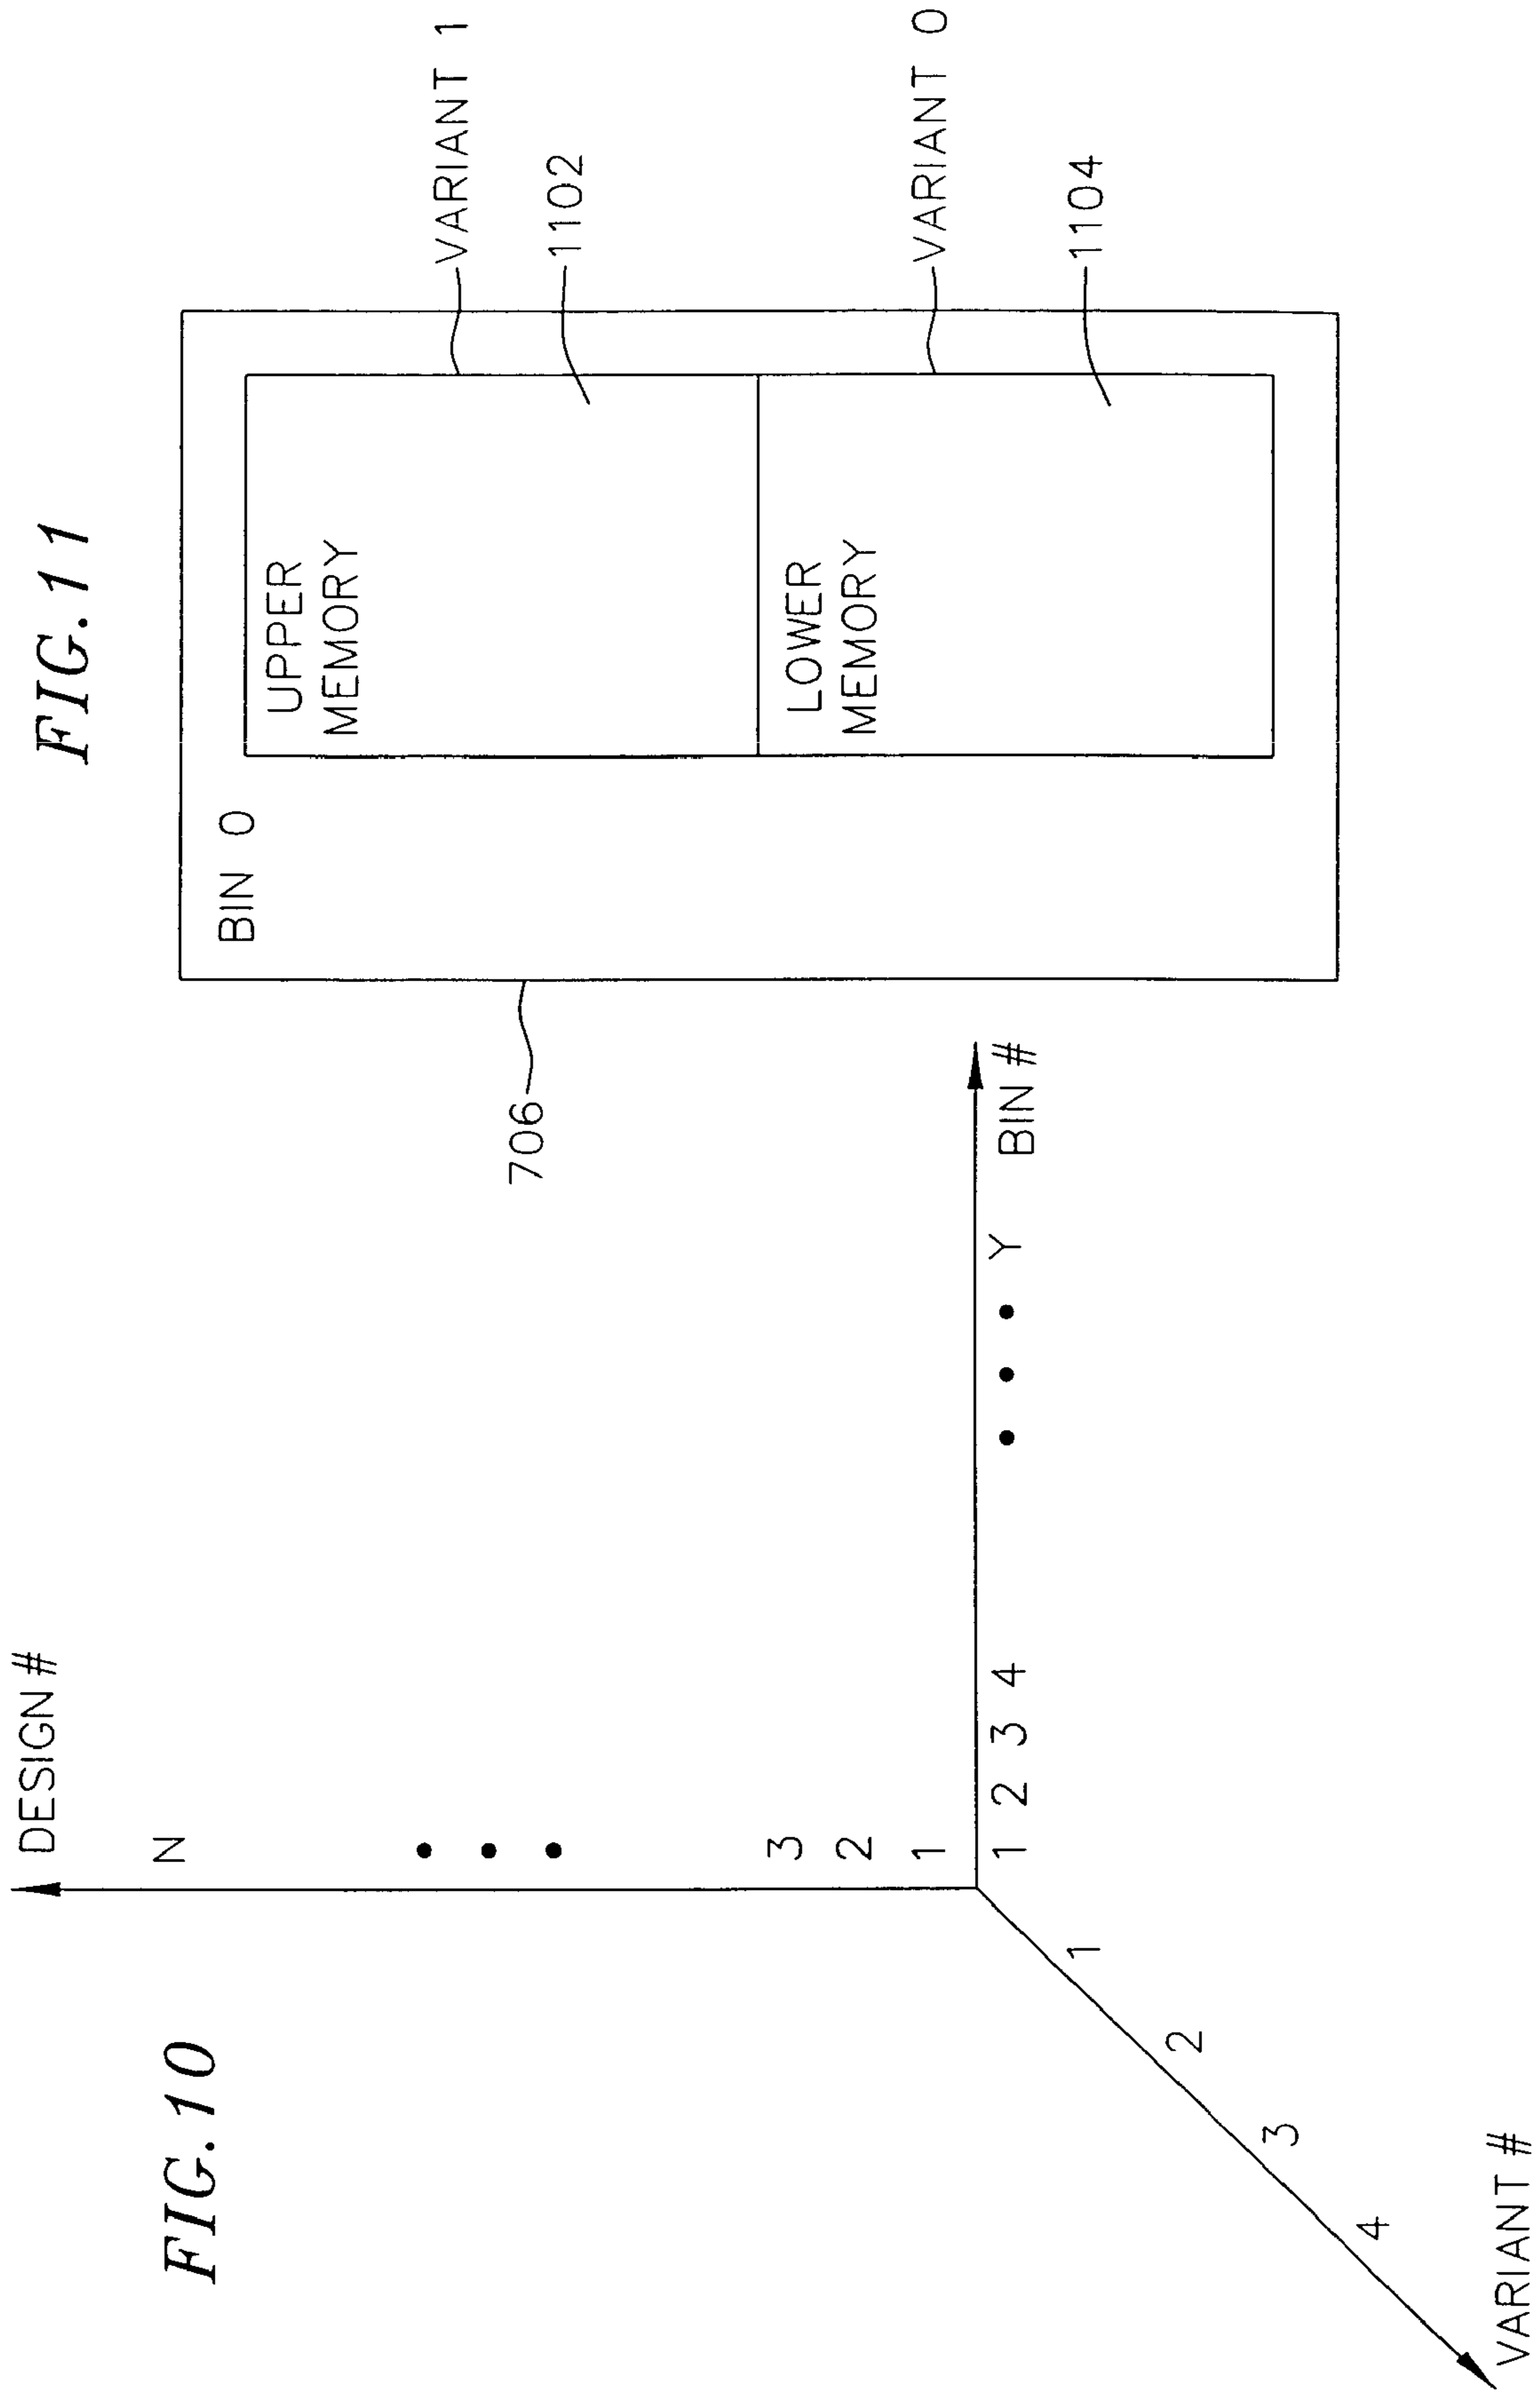 FIG.10
DESIGN #
N
•
•
•
3
2
1
1 2 3 4 • • • Y
BIN #
1
2
3
4
VARIANT #
FIG.11
706
BIN 0
UPPER
MEMORY
VARIANT 1
1102
LOWER
MEMORY
VARIANT 0
1104